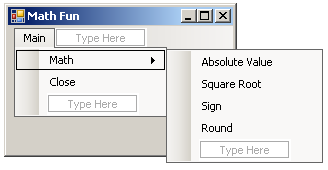 Math Fun
Main Type Here
Math
Close
Type Here
Absolute Value
Square Root
Sign
Round
Type Here